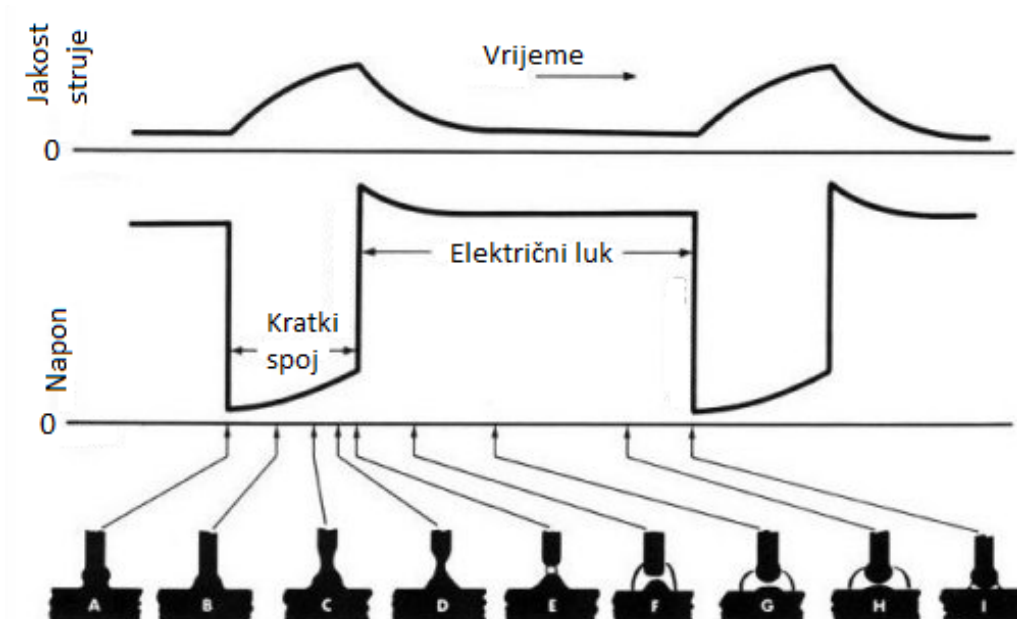 Jakost
struje
Vrijeme
0
Električni luk
Kratki
spoj
Napon
0
A B C D E F G H I